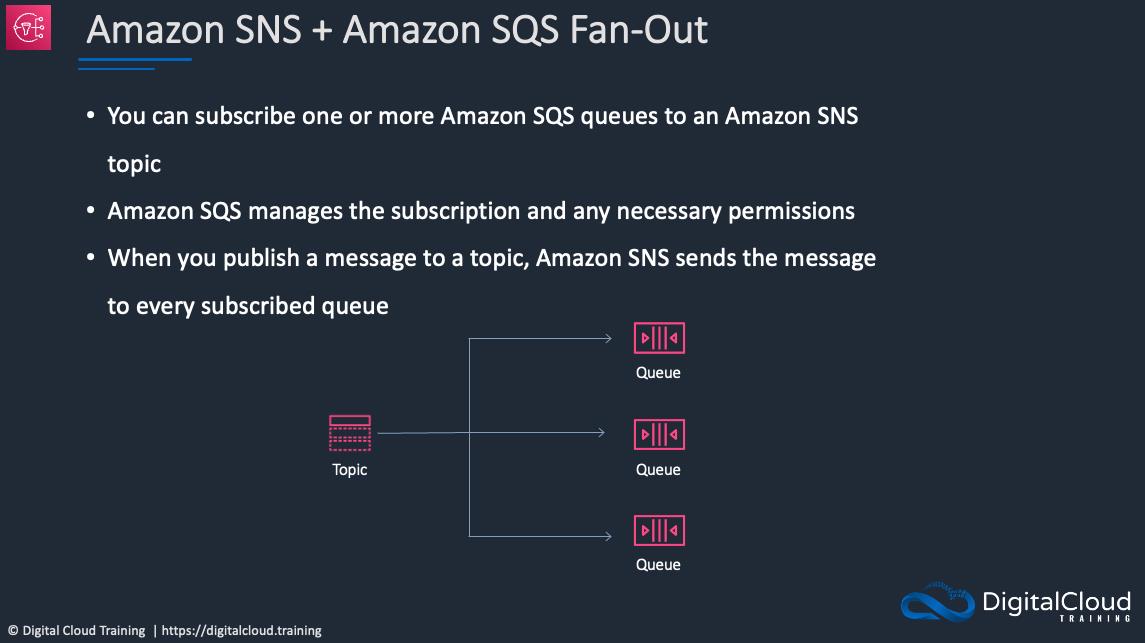 Amazon SNS + Amazon SQS Fan-Out
• You can subscribe one or more Amazon SQS queues to an Amazon SNS
topic
• Amazon SQS manages the subscription and any necessary permissions
• When you publish a message to a topic, Amazon SNS sends the message
to every subscribed queue
Queue
Topic
Queue
Queue
DigitalCloud
TRAINING
© Digital Cloud Training | https://digitalcloud.training